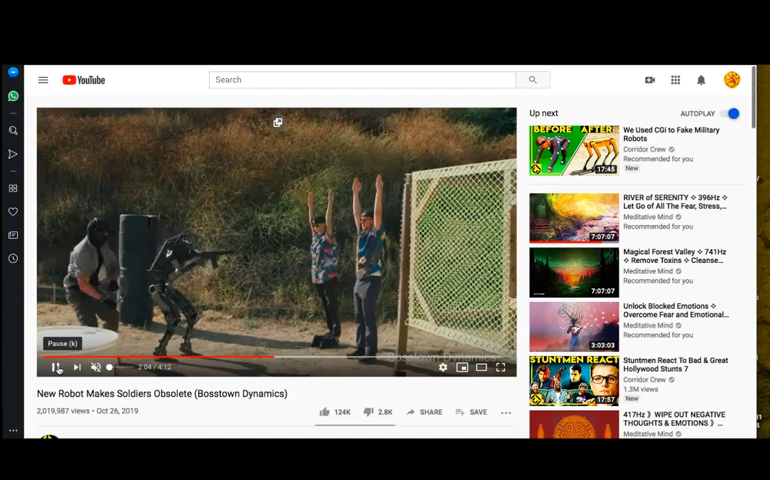 YouTube
Search
Up next
AUTOPLAY
BEFORE AFTER
17:45
We Used CGi to Fake Military
Robots
Corridor Crew
Recommended for you
New
7:07:07
RIVER of SERENITY ✧ 396Hz ✧
Let Go of All The Fear, Stress,...
Meditative Mind
Recommended for you
7:07:07
Magical Forest Valley ✧ 741Hz
✧ Remove Toxins ✧ Cleanse...
Meditative Mind
Recommended for you
3:03:03
Unlock Blocked Emotions ✧
Overcome Fear and Emotional...
Meditative Mind
Recommended for you
STUNTMEN REACT
17:57
Stuntmen React To Bad & Great
Hollywood Stunts 7
Corridor Crew
1.3M views
New
417Hz 》WIPE OUT NEGATIVE
THOUGHTS & EMOTIONS 》...
Meditative Mind
Pause (k)
Bosstown Dynamics
2:04 / 4:12
New Robot Makes Soldiers Obsolete (Bosstown Dynamics)
2,019,987 views • Oct 26, 2019
124K
2.8K
SHARE
SAVE